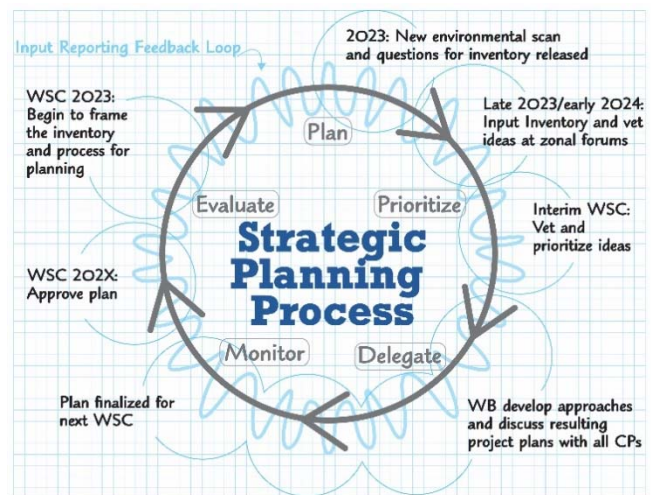 Input Reporting Feedback Loop
2023: New environmental scan
and questions for inventory released
WSC 2023:
Begin to frame
the inventory
and process for
planning
Late 2023/early 2024:
Input Inventory and vet
ideas at zonal forums
Plan
Evaluate
Prioritize
Strategic
Planning
Process
Interim WSC:
Vet and
prioritize ideas
WSC 202X:
Approve plan
Monitor
Delegate
Plan finalized for
next WSC
WB develop approaches
and discuss resulting
project plans with all CPs